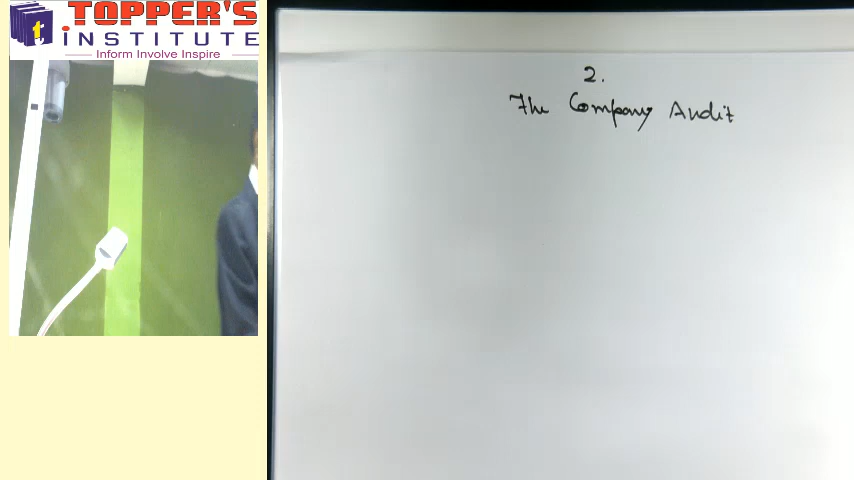 TOPPER'S
t
iNSTITUTE
Inform Involve Inspire
2.
The Company Audit